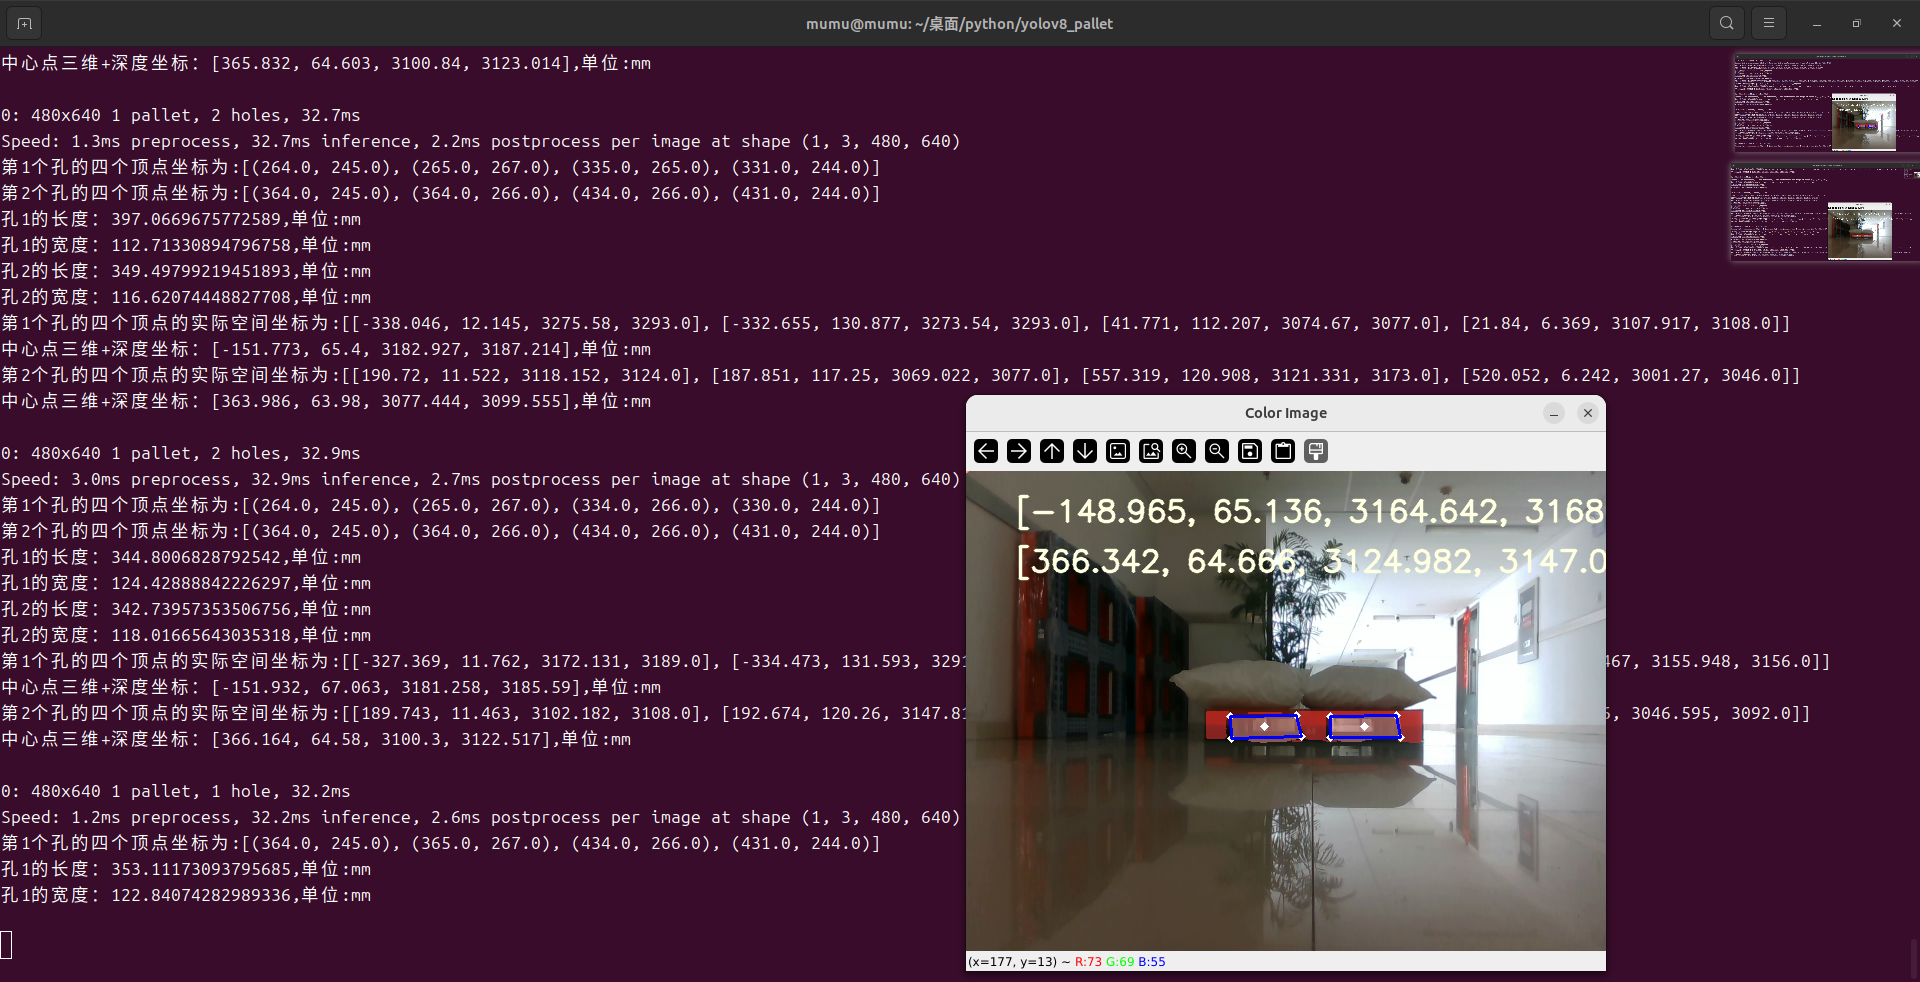 mumu@mumu: ~/桌面/python/yolov8_pallet
中心点三维+深度坐标: [365.832, 64.603, 3100.84, 3123.014],单位:mm
0: 480x640 1 pallet, 2 holes, 32.7ms
Speed: 1.3ms preprocess, 32.7ms inference, 2.2ms postprocess per image at shape (1, 3, 480, 640)
第1个孔的四个顶点坐标为:[(264.0, 245.0), (265.0, 267.0), (335.0, 265.0), (331.0, 244.0)]
第2个孔的四个顶点坐标为:[(364.0, 245.0), (364.0, 266.0), (434.0, 266.0), (431.0, 244.0)]
孔1的长度: 397.0669675772589,单位:mm
孔1的宽度: 112.71330894796758,单位:mm
孔2的长度: 349.49799219451893,单位:mm
孔2的宽度: 116.62074448827708,单位:mm
第1个孔的四个顶点的实际空间坐标为:[[-338.046, 12.145, 3275.58, 3293.0], [-332.655, 130.877, 3273.54, 3293.0], [41.771, 112.207, 3074.67, 3077.0], [21.84, 6.369, 3107.917, 3108.0]]
中心点三维+深度坐标: [-151.773, 65.4, 3182.927, 3187.214],单位:mm
第2个孔的四个顶点的实际空间坐标为:[[190.72, 11.522, 3118.152, 3124.0], [187.851, 117.25, 3069.022, 3077.0], [557.319, 120.908, 3121.331, 3173.0], [520.052, 6.242, 3001.27, 3046.0]]
中心点三维+深度坐标: [363.986, 63.98, 3077.444, 3099.555],单位:mm
0: 480x640 1 pallet, 2 holes, 32.9ms
Speed: 3.0ms preprocess, 32.9ms inference, 2.7ms postprocess per image at shape (1, 3, 480, 640)
第1个孔的四个顶点坐标为:[(264.0, 245.0), (265.0, 267.0), (334.0, 266.0), (330.0, 244.0)]
第2个孔的四个顶点坐标为:[(364.0, 245.0), (364.0, 266.0), (434.0, 266.0), (431.0, 244.0)]
孔1的长度: 344.8006828792542,单位:mm
孔1的宽度: 124.42888842226297,单位:mm
孔2的长度: 342.73957353506756,单位:mm
孔2的宽度: 118.01665643035318,单位:mm
第1个孔的四个顶点的实际空间坐标为:[[-327.369, 11.762, 3172.131, 3189.0], [-334.473, 131.593, 3291 467, 3155.948, 3156.0]]
中心点三维+深度坐标: [-151.932, 67.063, 3181.258, 3185.59],单位:mm
第2个孔的四个顶点的实际空间坐标为:[[189.743, 11.463, 3102.182, 3108.0], [192.674, 120.26, 3147.81 , 3046.595, 3092.0]]
中心点三维+深度坐标: [366.164, 64.58, 3100.3, 3122.517],单位:mm
0: 480x640 1 pallet, 1 hole, 32.2ms
Speed: 1.2ms preprocess, 32.2ms inference, 2.6ms postprocess per image at shape (1, 3, 480, 640)
第1个孔的四个顶点坐标为:[(364.0, 245.0), (365.0, 267.0), (434.0, 266.0), (431.0, 244.0)]
孔1的长度: 353.11173093795685,单位:mm
孔1的宽度: 122.84074282989336,单位:mm
Color Image
[-148.965, 65.136, 3164.642, 3168
[366.342, 64.666, 3124.982, 3147.0
(x=177, y=13) ~ R:73 G:69 B:55